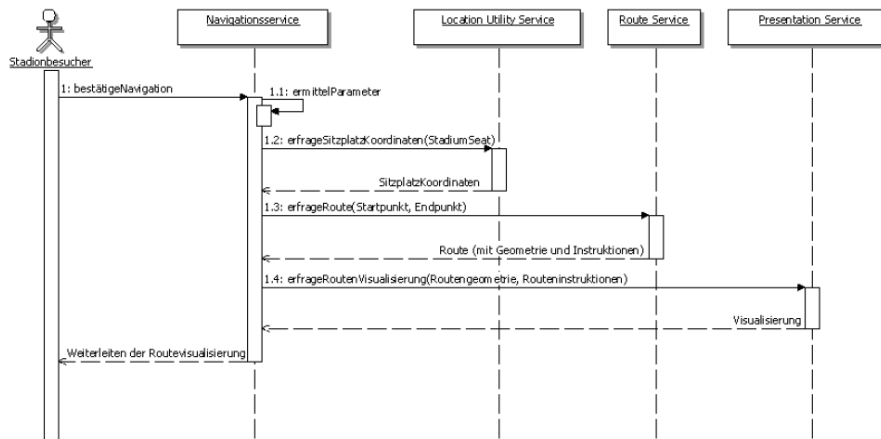 Navigationsservice
Location Utility Service
Route Service
Presentation Service
Stadionbesucher
1: bestätigeNavigation
1.1: ermittelParameter
1.2: erfrageSitzplatzKoordinaten(StadiumSeat)
SitzplatzKoordinaten
1.3: erfrageRoute(Startpunkt, Endpunkt)
Route (mit Geometrie und Instruktionen)
1.4: erfrageRoutenVisualisierung(Routengeometrie, Routeninstruktionen)
Visualisierung
Weiterleiten der Routevisualisierung